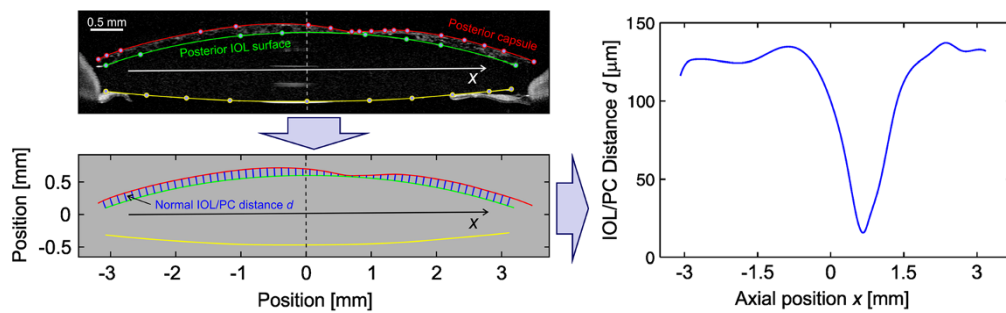 0.5 mm
Posterior capsule
Posterior IOL surface
x
Position [mm]
0.5
0
-0.5
Normal IOL/PC distance d
x
-3 -2 -1 0 1 2 3
Position [mm]
IOL/PC Distance d [μm]
150
100
50
0
-3 -1.5 0 1.5 3
Axial position x [mm]